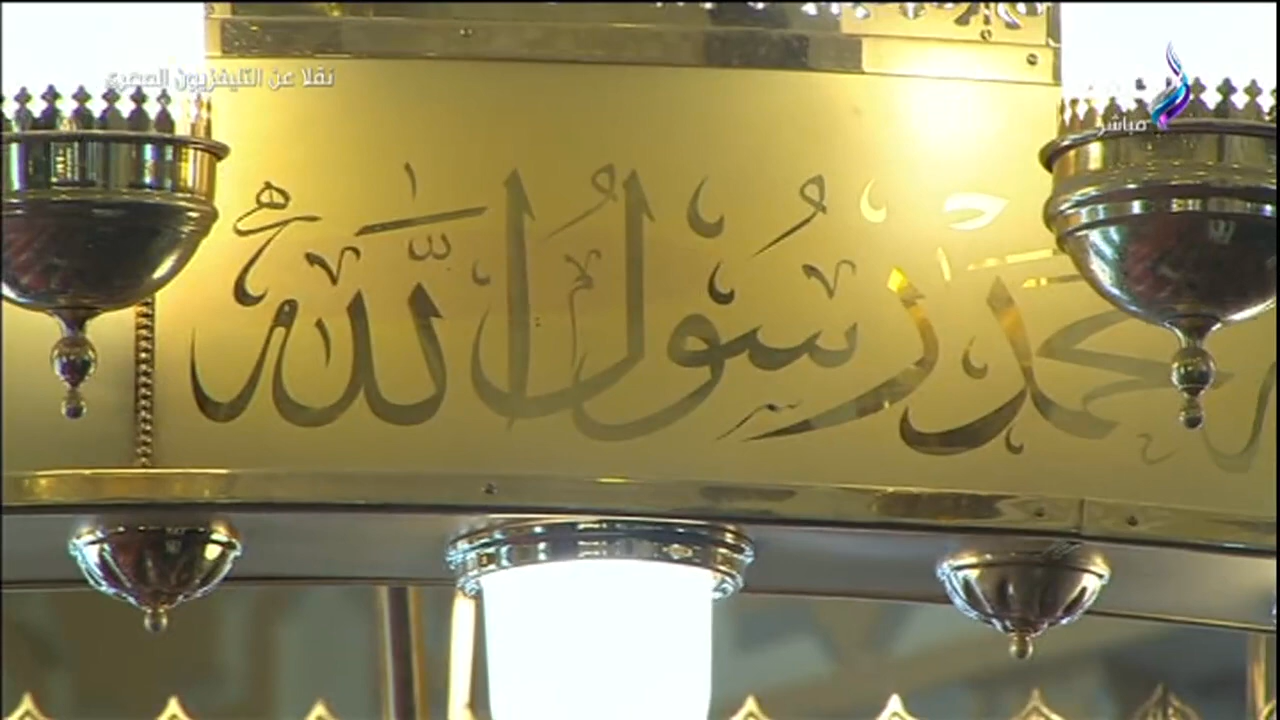 نقلا عن التليفزيون المصري
مباشر
محمد رسول الله